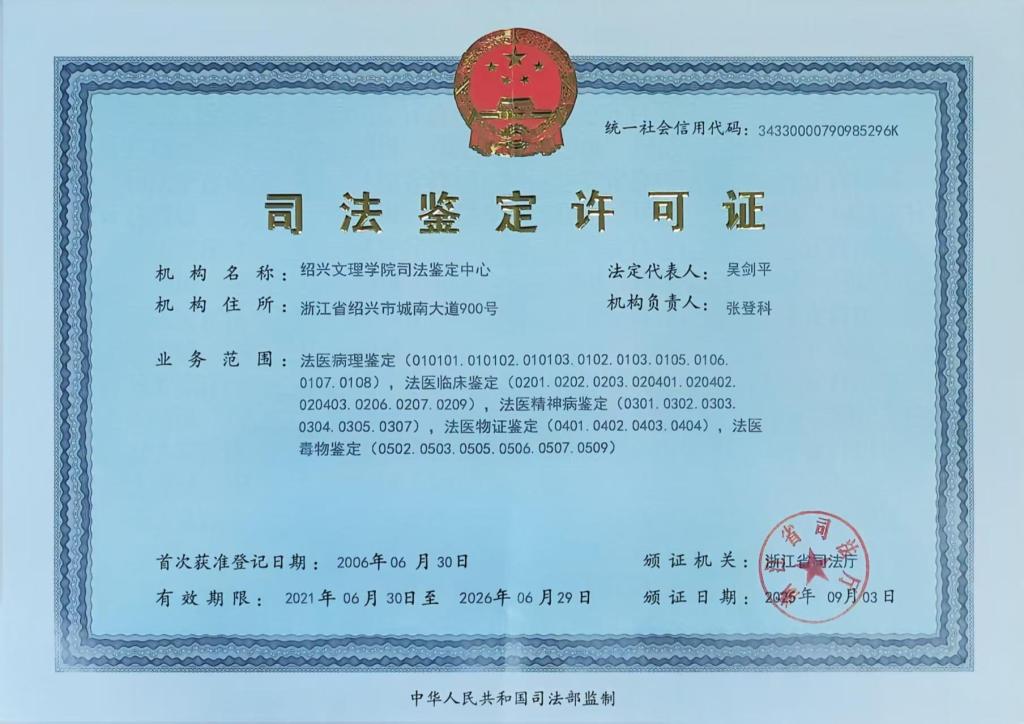 统一社会信用代码：34330000790985296K
司法鉴定许可证
机构名称：绍兴文理学院司法鉴定中心 法定代表人：吴剑平
机构住所：浙江省绍兴市城南大道900号 机构负责人：张登科
业务范围：法医病理鉴定（010101.010102.010103.0102.0103.0105.0106.
0107.0108），法医临床鉴定（0201.0202.0203.020401.020402.
020403.0206.0207.0209），法医精神病鉴定（0301.0302.0303.
0304.0305.0307），法医物证鉴定（0401.0402.0403.0404），法医
毒物鉴定（0502.0503.0505.0506.0507.0509）
首次获准登记日期：2006年06月30日 颁证机关：浙江省司法厅
有效期限：2021年06月30日至 2026年06月29日 颁证日期：2025年09月03日
浙江省司法厅
中华人民共和国司法部监制